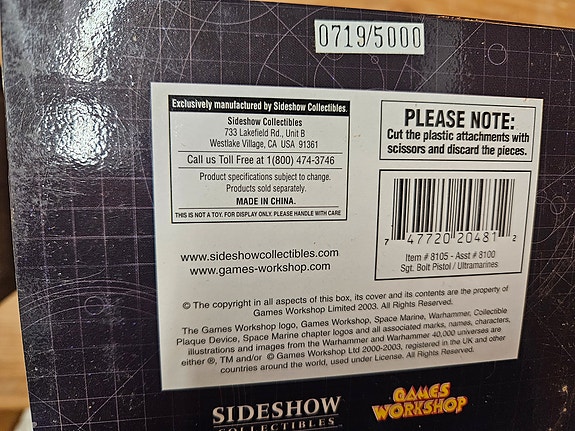 0719/5000
Exclusively manufactured by Sideshow Collectibles.
Sideshow Collectibles
733 Lakefield Rd., Unit B
Westlake Village, CA USA 91361
Call us Toll Free at 1(800) 474-3746
Product specifications subject to change.
Products sold separately.
MADE IN CHINA.
THIS IS NOT A TOY. FOR DISPLAY ONLY. PLEASE HANDLE WITH CARE
PLEASE NOTE:
Cut the plastic attachments with
scissors and discard the pieces.
7 47720 20481 2
Item # 8105 - Asst # 8100
Sgt. Bolt Pistol / Ultramarines
www.sideshowcollectibles.com
www.games-workshop.com
© The copyright in all aspects of this box, its cover and its contents are the property of
Games Workshop Limited 2003. All Rights Reserved.
The Games Workshop logo, Games Workshop, Space Marine, Warhammer, Collectible
Plaque Device, Space Marine chapter logos and all associated marks, names, characters,
illustrations and images from the Warhammer and Warhammer 40,000 universes are
either ®, TM and/or © Games Workshop Ltd 2000-2003, registered in the UK and other
countries around the world, used under License. All Rights Reserved.
SIDESHOW
COLLECTIBLES
GAMES
WORKSHOP